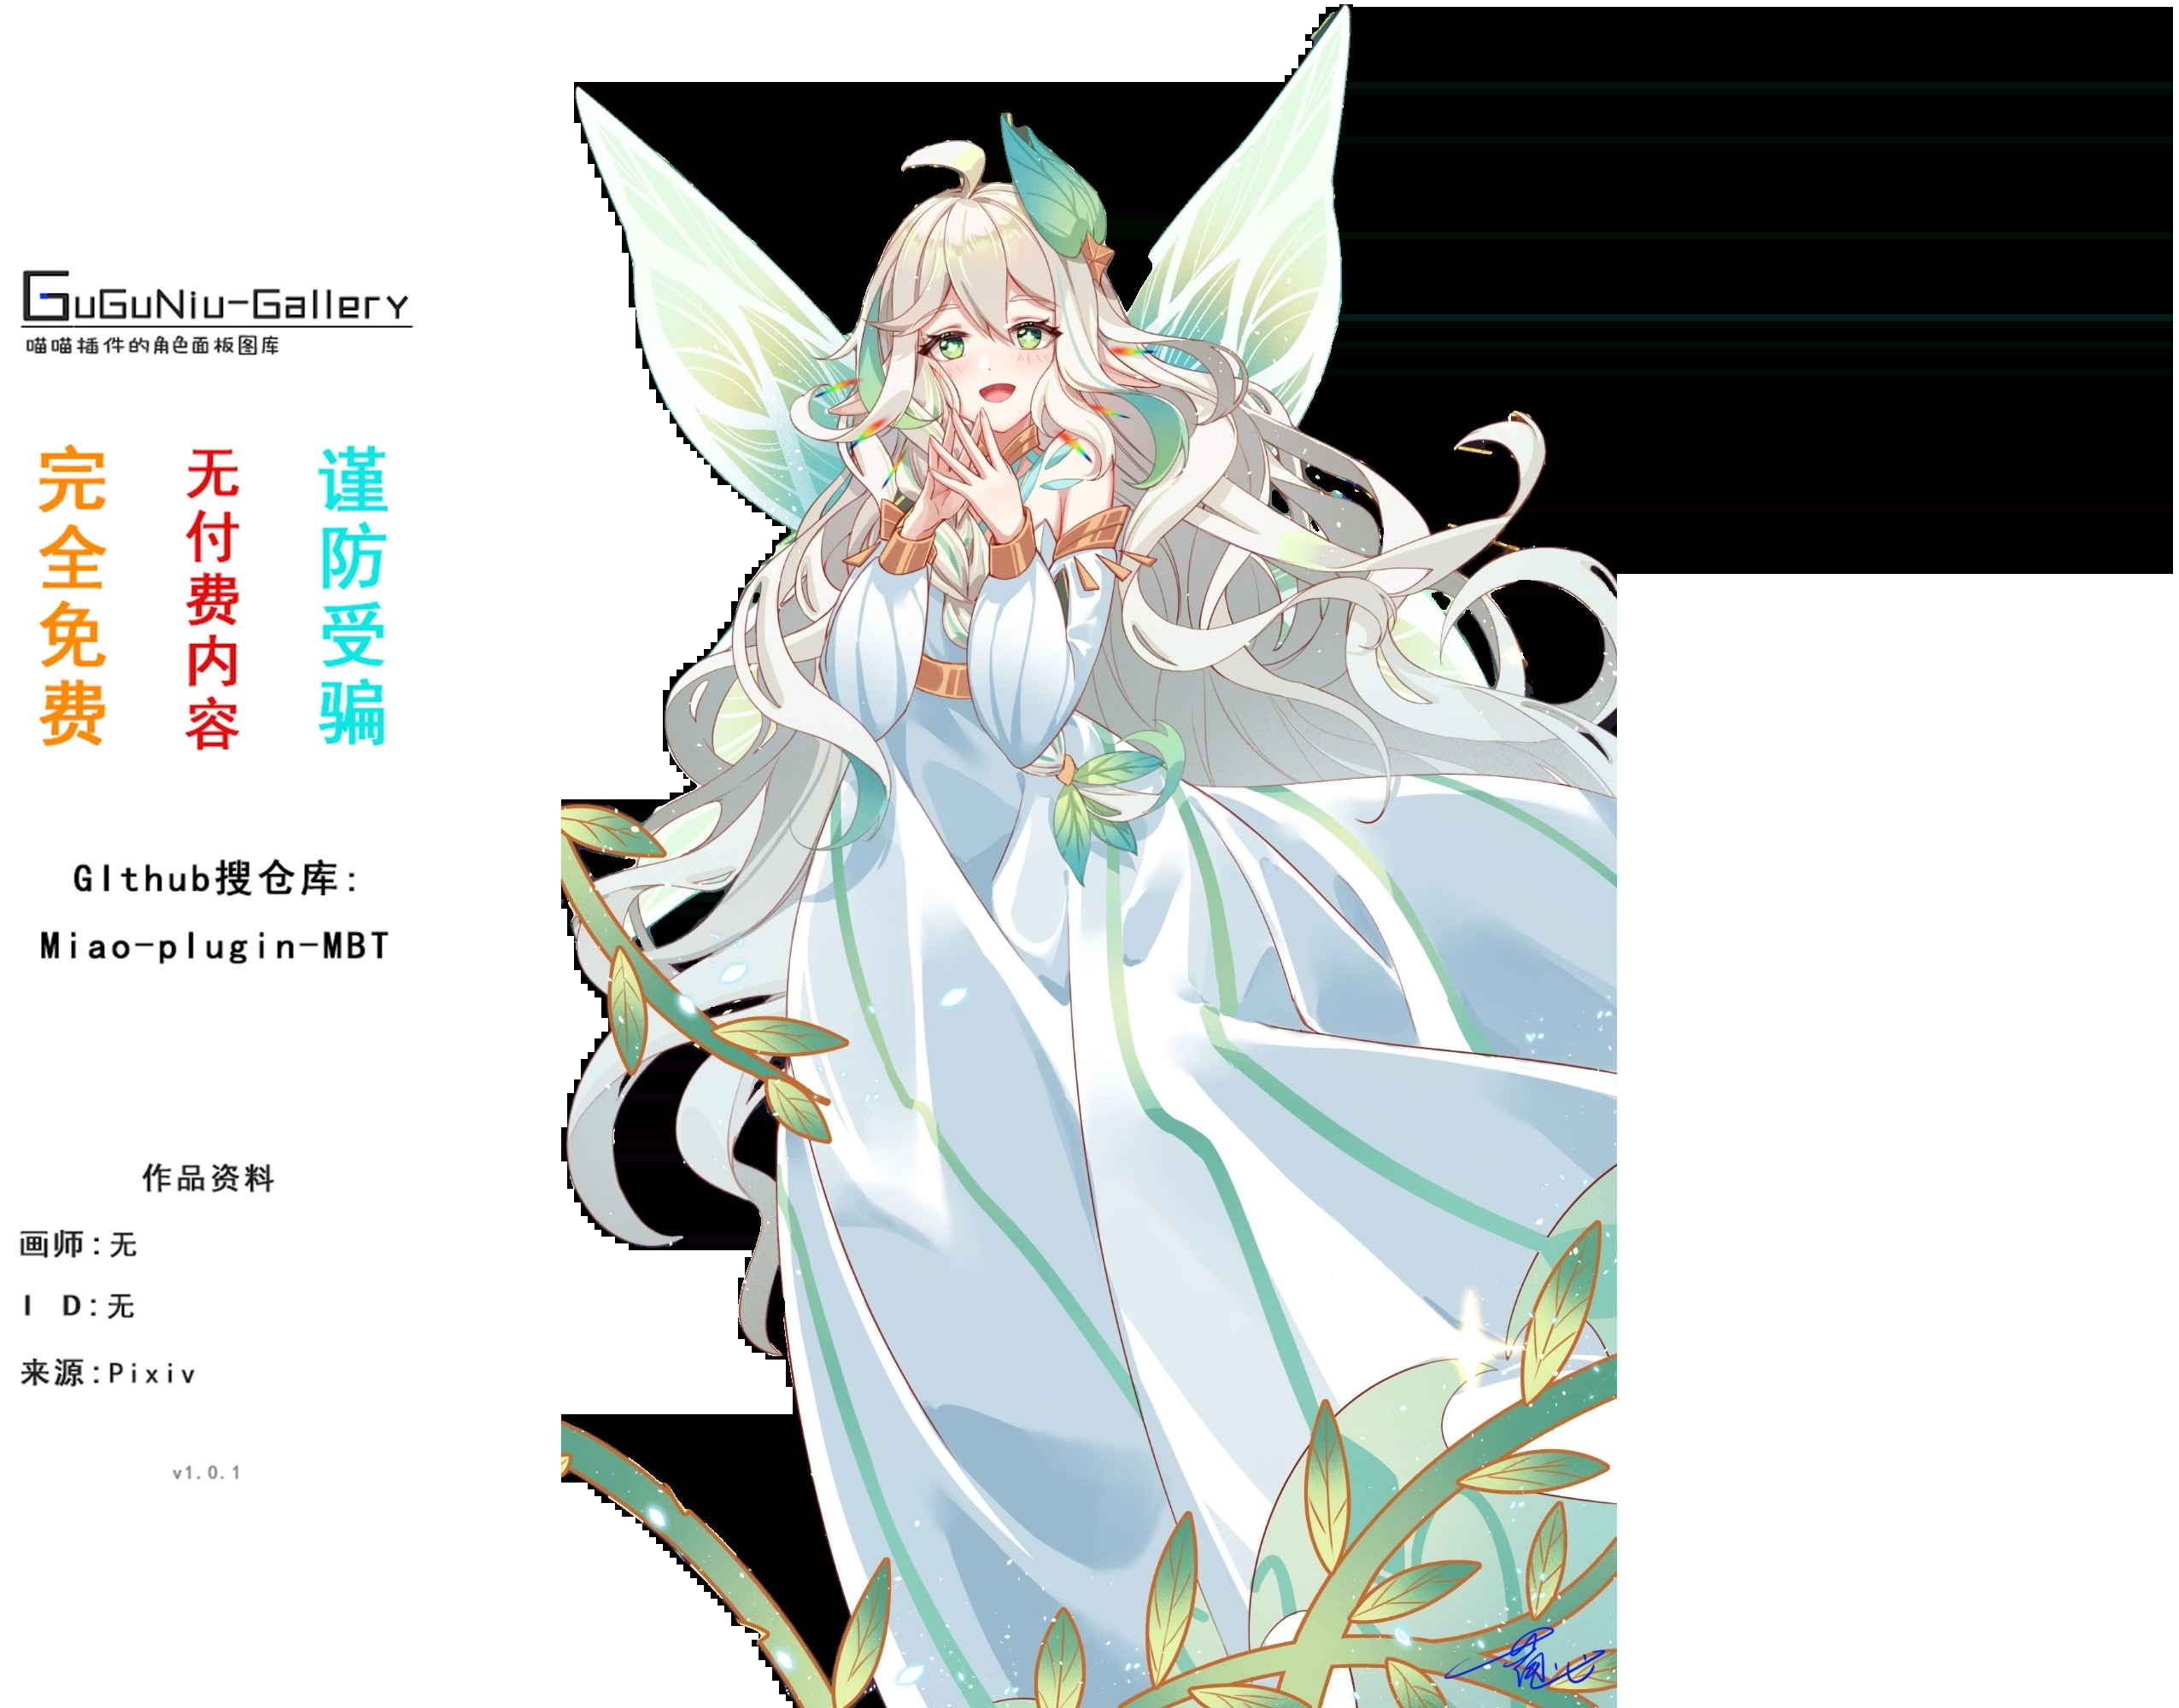 GuGuNiu-Gallery
喵喵插件的角色面板图库
完全免费
无付费内容
谨防受骗
GIthub搜仓库:
Miao-plugin-MBT
作品资料
画师:无
I D:无
来源:Pixiv
v1.0.1